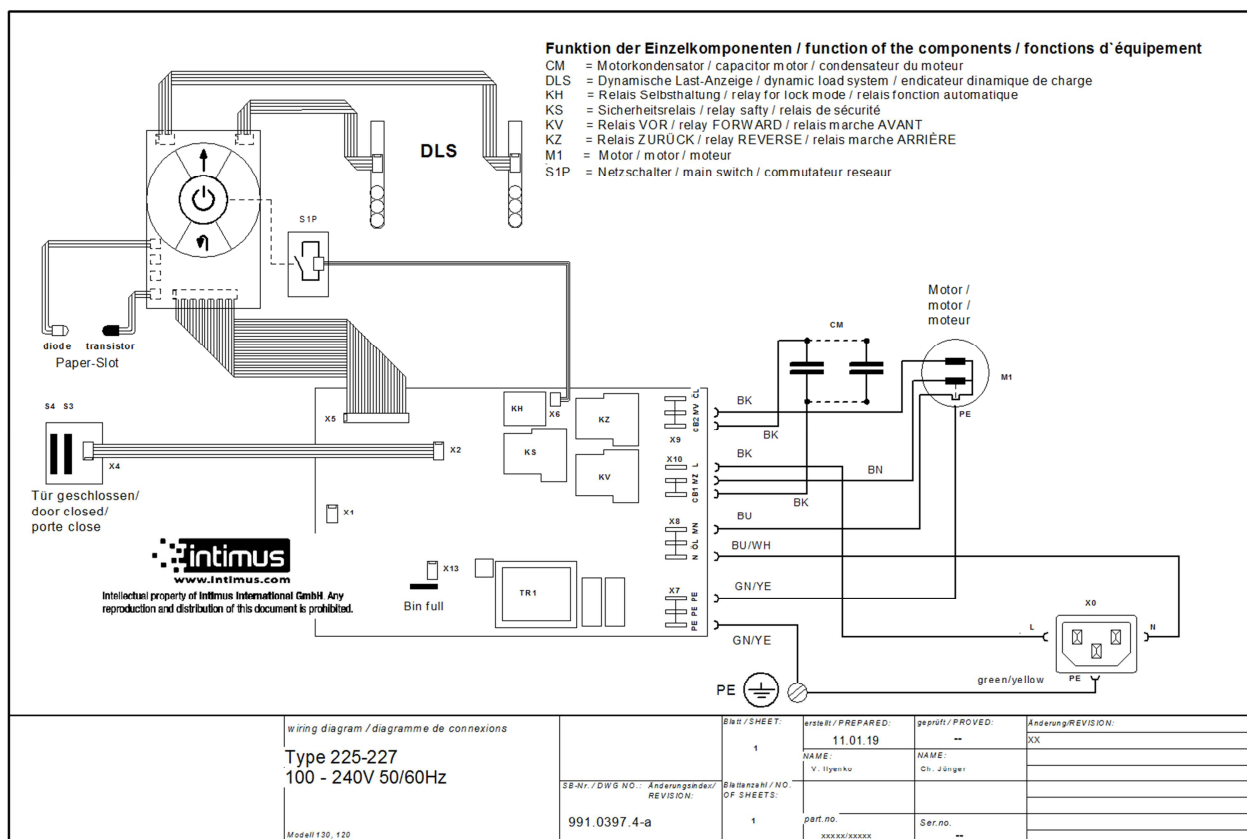 Funktion der Einzelkomponenten / function of the components / fonctions d`équipement
CM = Motorkondensator / capacitor motor / condensateur du moteur
DLS = Dynamische Last-Anzeige / dynamic load system / endicateur dinamique de charge
KH = Relais Selbsthaltung / relay for lock mode / relais fonction automatique
KS = Sicherheitsrelais / relay safty / relais de sécurité
KV = Relais VOR / relay FORWARD / relais marche AVANT
KZ = Relais ZURÜCK / relay REVERSE / relais marche ARRIÈRE
M1 = Motor / motor / moteur
S1P = Netzschalter / main switch / commutateur reseaur
DLS
S1P
diode transistor
Paper-Slot
Motor /
motor /
moteur
CM
M1
PE
S4 S3
X4
Tür geschlossen/
door closed/
porte close
X5
X2
X1
X13
Bin full
KH
X6
KZ
KS
KV
TR1
X9
CB2 MV CL
X10
CB1 MZ L
X8
N ÖL MN
X7
PE PE PE
BK
BK
BK
BN
BK
BU
BU/WH
GN/YE
GN/YE
X0
L
N
PE
green/yellow
PE
intimus
www.intimus.com
Intellectual property of Intimus International GmbH. Any
reproduction and distribution of this document is prohibited.
wiring diagram / diagramme de connexions
Type 225-227
100 - 240V 50/60Hz
Modell 130, 120
SB-Nr. / DWG NO.: Änderungsindex/
REVISION:
991.0397.4-a
Blatt / SHEET:
1
Blattanzahl / NO.
OF SHEETS:
1
erstellt / PREPARED:
11.01.19
NAME:
V. Ilyenko
part.no.
xxxxx/xxxxx
geprüft / PROVED:
--
NAME:
Ch. Jünger
Ser.no.
--
Änderung/REVISION:
XX